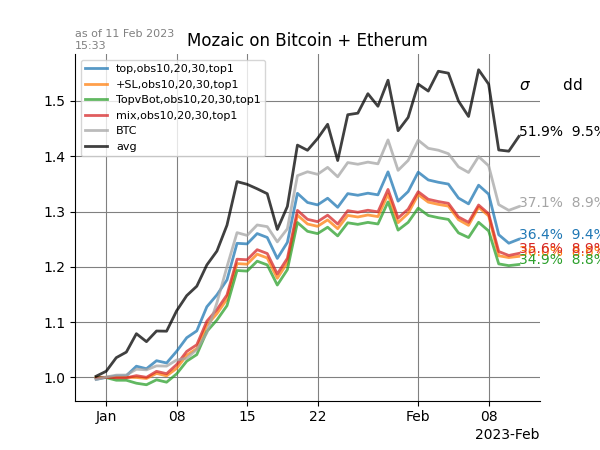 as of 11 Feb 2023
15:33
Mozaic on Bitcoin + Etherum
top,obs10,20,30,top1
+SL,obs10,20,30,top1
TopvBot,obs10,20,30,top1
mix,obs10,20,30,top1
BTC
avg
σ dd
51.9% 9.5%
37.1% 8.9%
36.4% 9.4%
35.6% 8.9%
34.9% 8.8%
1.5
1.4
1.3
1.2
1.1
1.0
Jan 08 15 22 Feb 08
2023-Feb